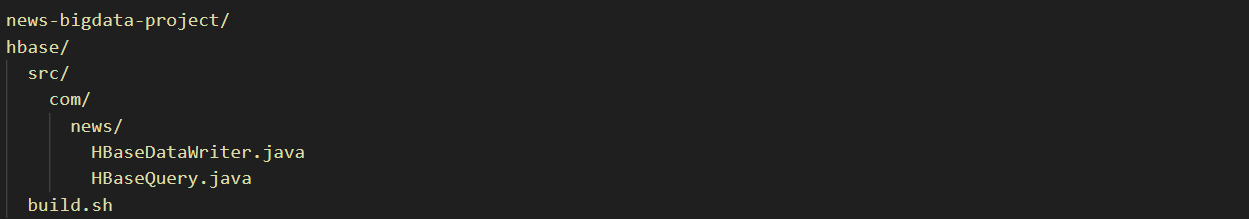 news-bigdata-project/
hbase/
src/
com/
news/
HBaseDataWriter.java
HBaseQuery.java
build.sh